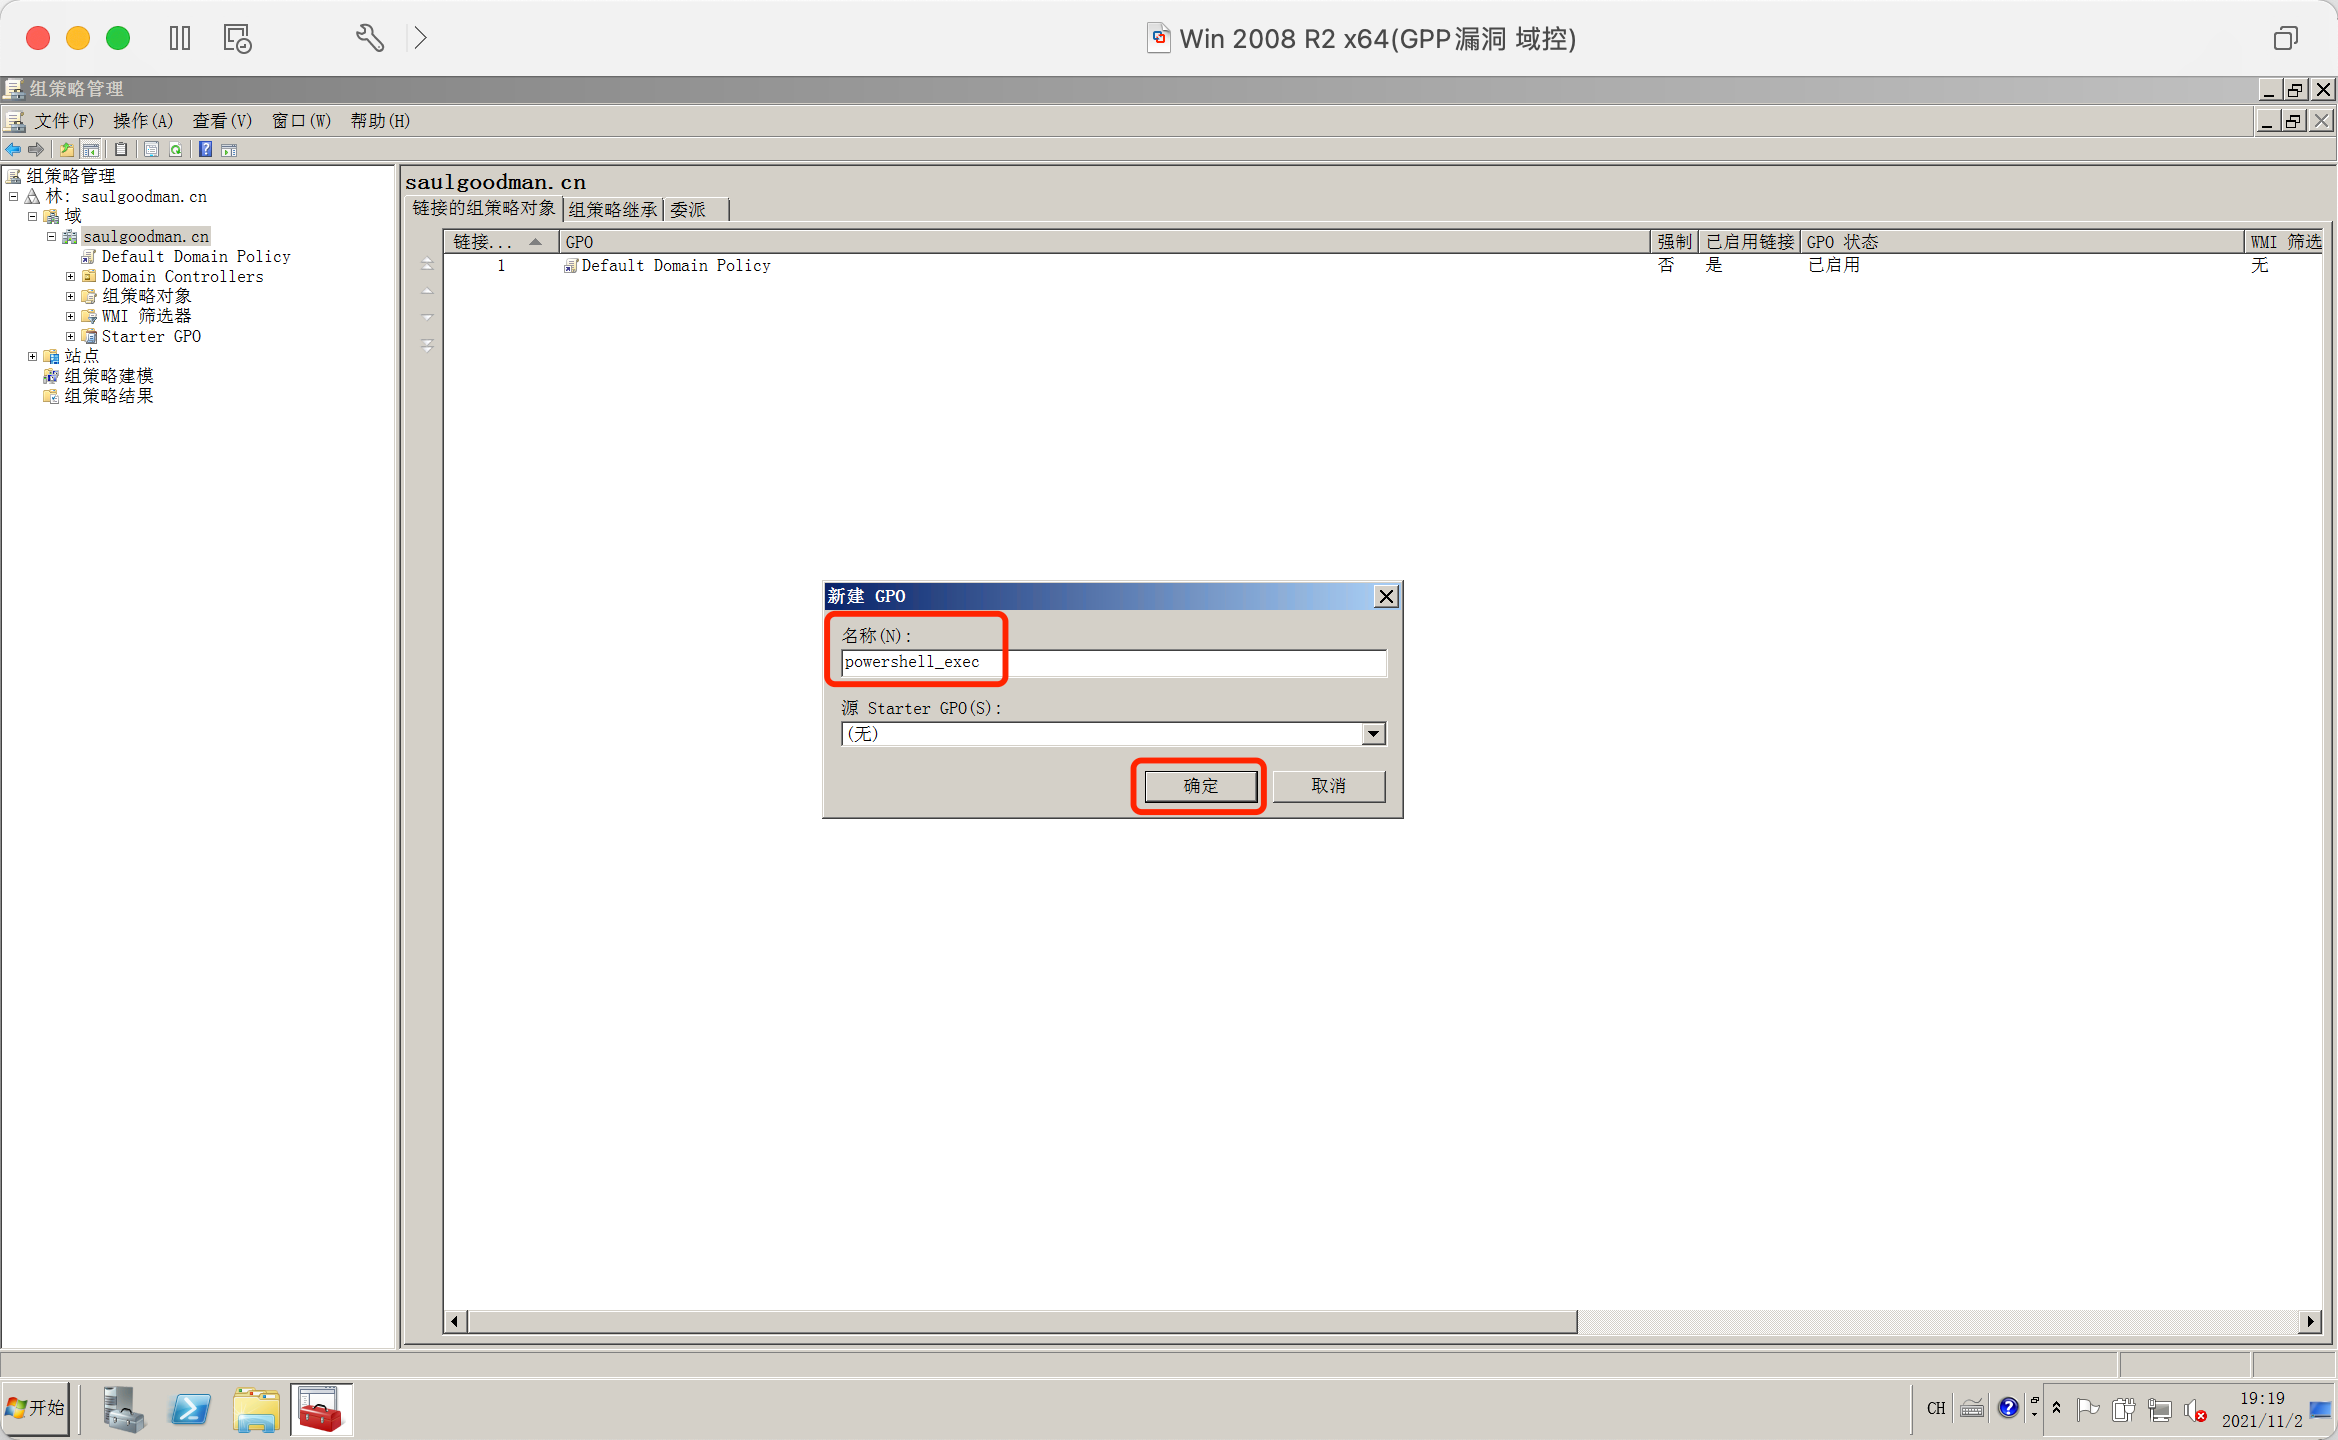 Win 2008 R2 x64(GPP漏洞 域控)
组策略管理
文件(F) 操作(A) 查看(V) 窗口(W) 帮助(H)
组策略管理
林: saulgoodman.cn
域
saulgoodman.cn
Default Domain Policy
Domain Controllers
组策略对象
WMI 筛选器
Starter GPO
站点
组策略建模
组策略结果
saulgoodman.cn
链接的组策略对象 组策略继承 委派
链接... GPO 强制 已启用链接 GPO 状态 WMI 筛选
1 Default Domain Policy 否 是 已启用 无
新建 GPO
名称(N):
powershell_exec
源 Starter GPO(S):
(无)
确定 取消
开始
CH
19:19
2021/11/2